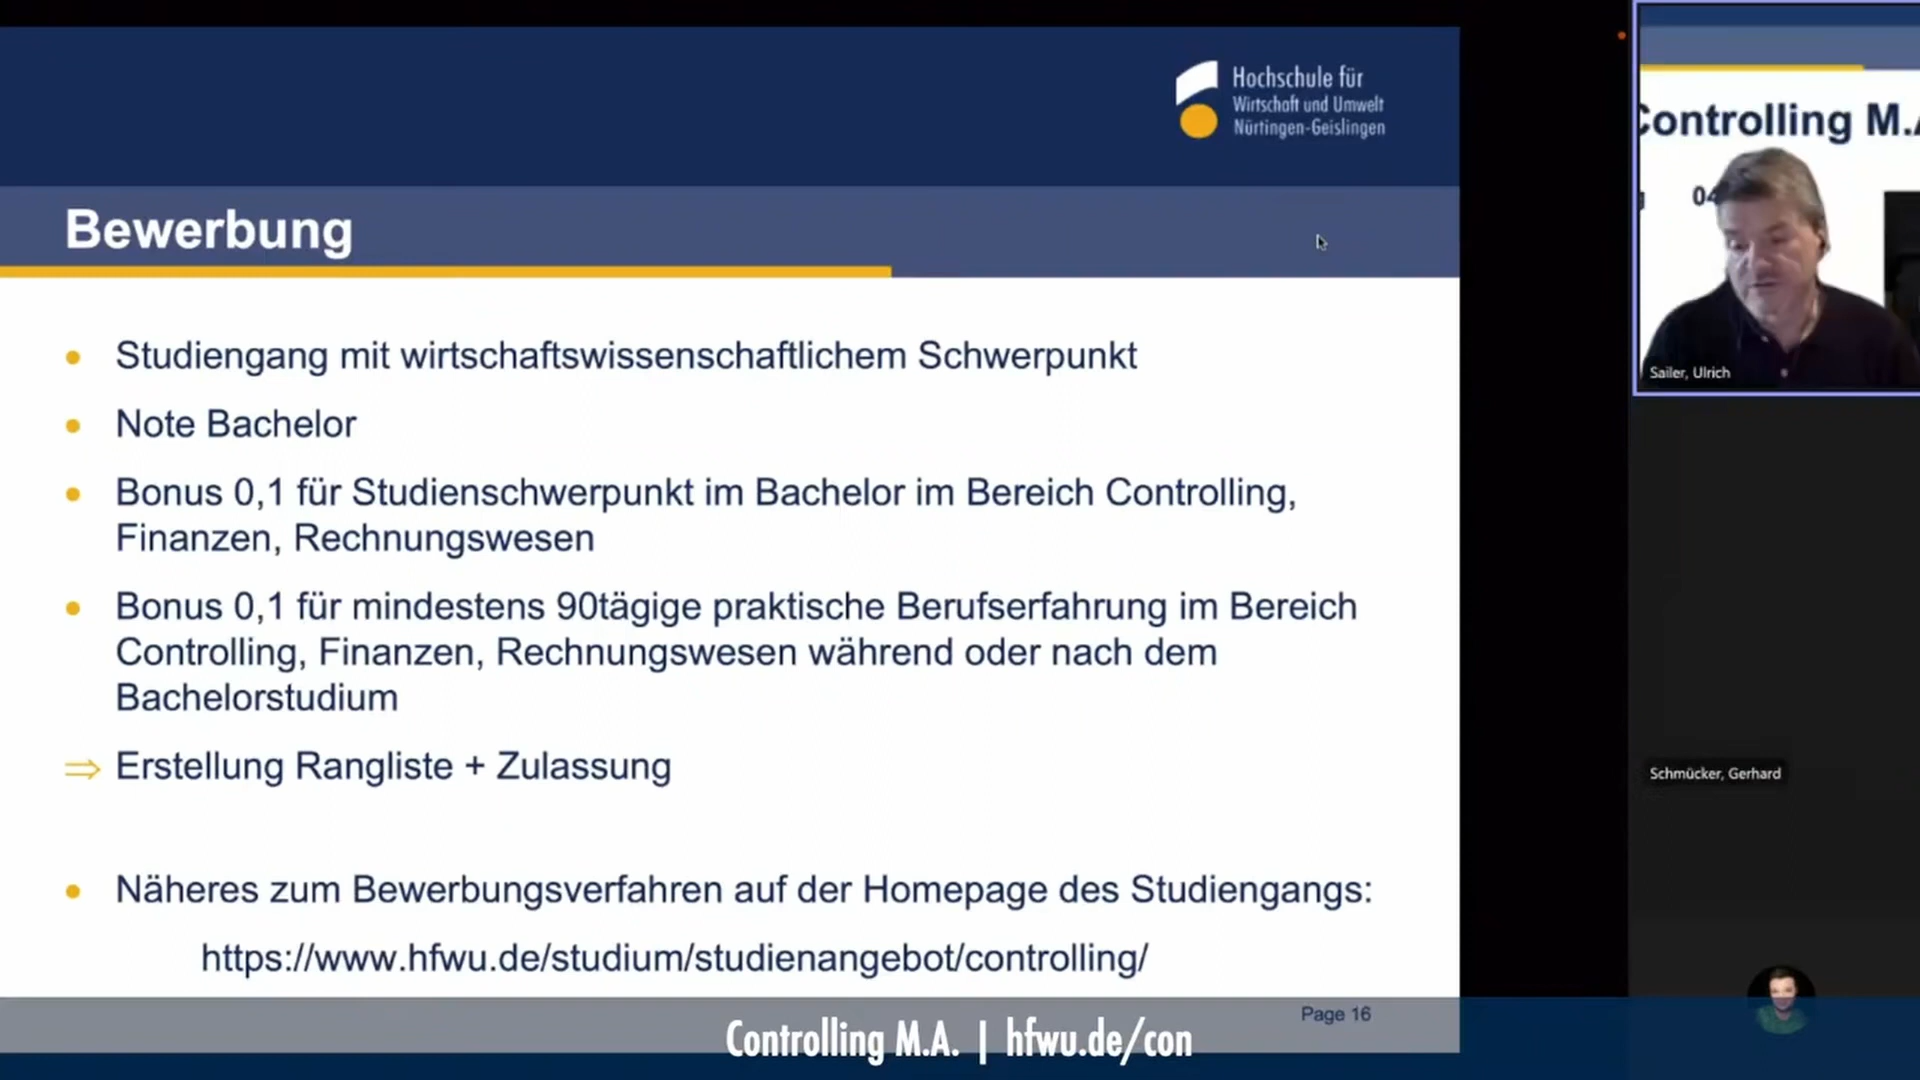 Hochschule für
Wirtschaft und Umwelt
Nürtingen-Geislingen
Bewerbung
Studiengang mit wirtschaftswissenschaftlichem Schwerpunkt
Note Bachelor
Bonus 0,1 für Studienschwerpunkt im Bachelor im Bereich Controlling,
Finanzen, Rechnungswesen
Bonus 0,1 für mindestens 90tägige praktische Berufserfahrung im Bereich
Controlling, Finanzen, Rechnungswesen während oder nach dem
Bachelorstudium
⇒ Erstellung Rangliste + Zulassung
Näheres zum Bewerbungsverfahren auf der Homepage des Studiengangs:
https://www.hfwu.de/studium/studienangebot/controlling/
Page 16
Controlling M.A. | hfwu.de/con
Controlling M.A
04
Sailer, Ulrich
Schmücker, Gerhard